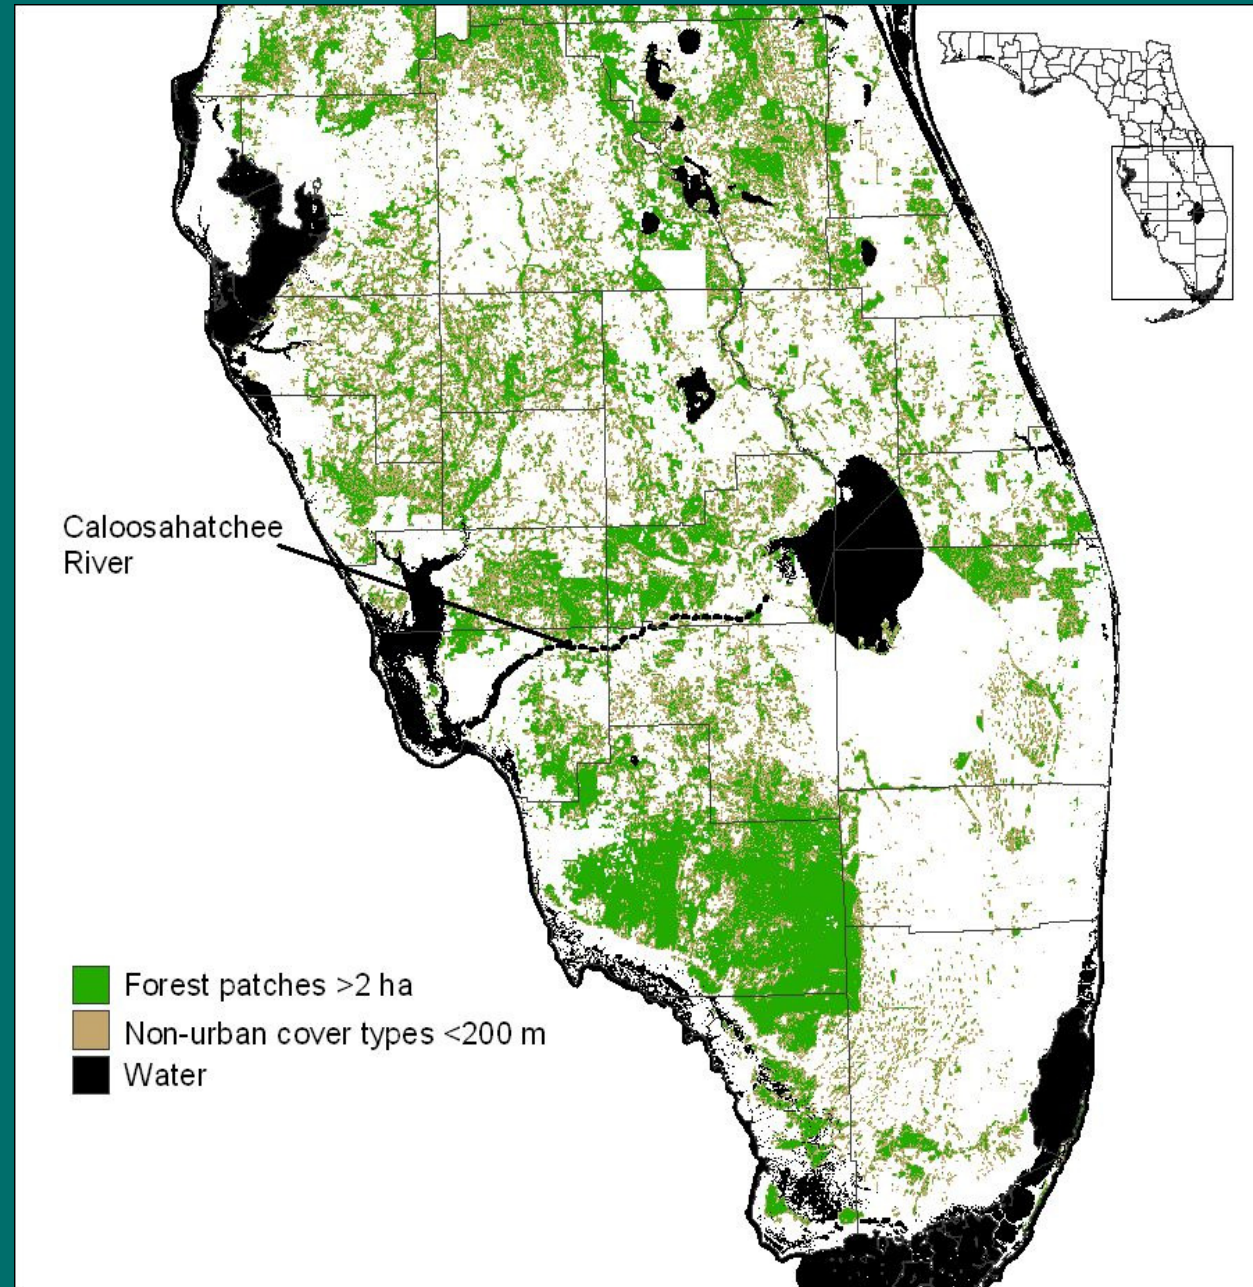 Caloosahatchee
River
Forest patches >2 ha
Non-urban cover types <200 m
Water